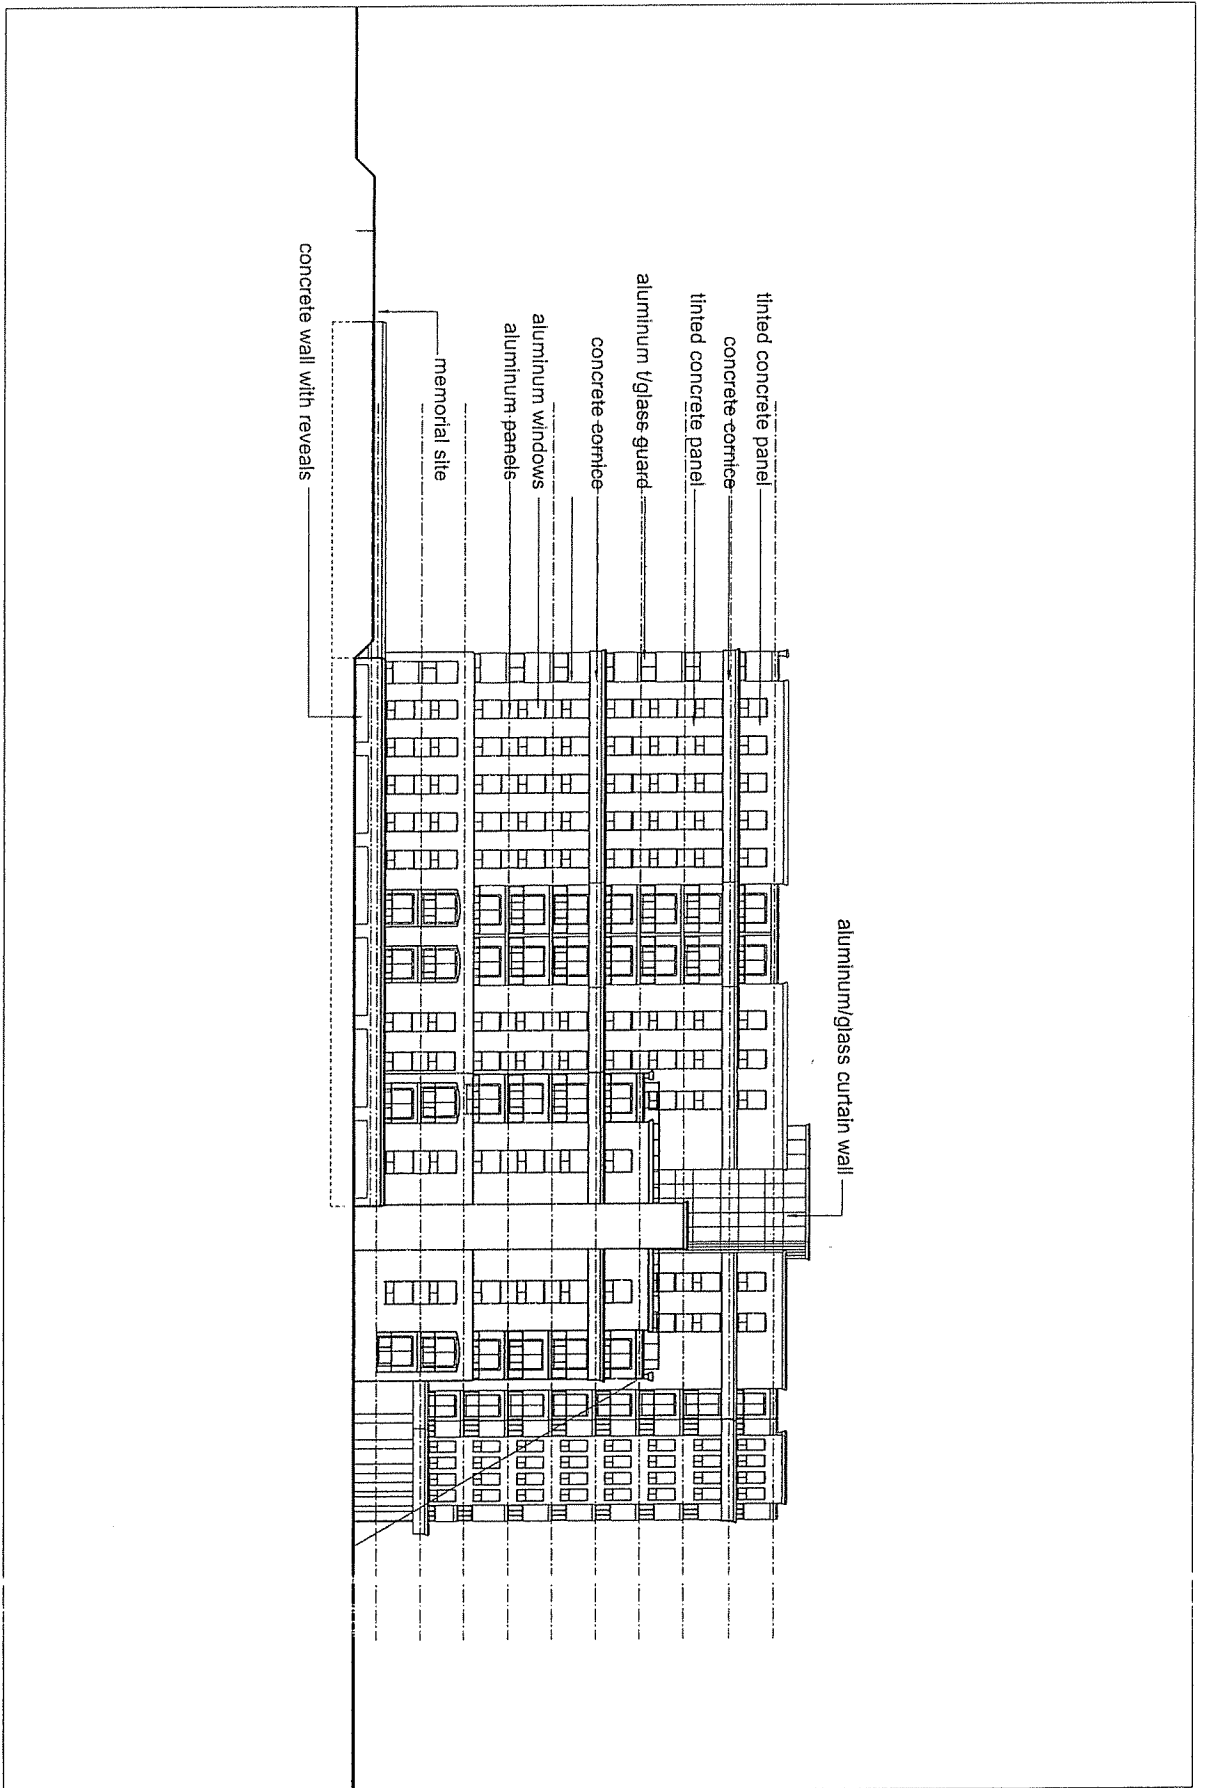 aluminum/glass curtain wall
tinted concrete panel
concrete cornice
tinted concrete panel
aluminum t/glass guard
concrete cornice
aluminum windows
aluminum panels
memorial site
concrete wall with reveals